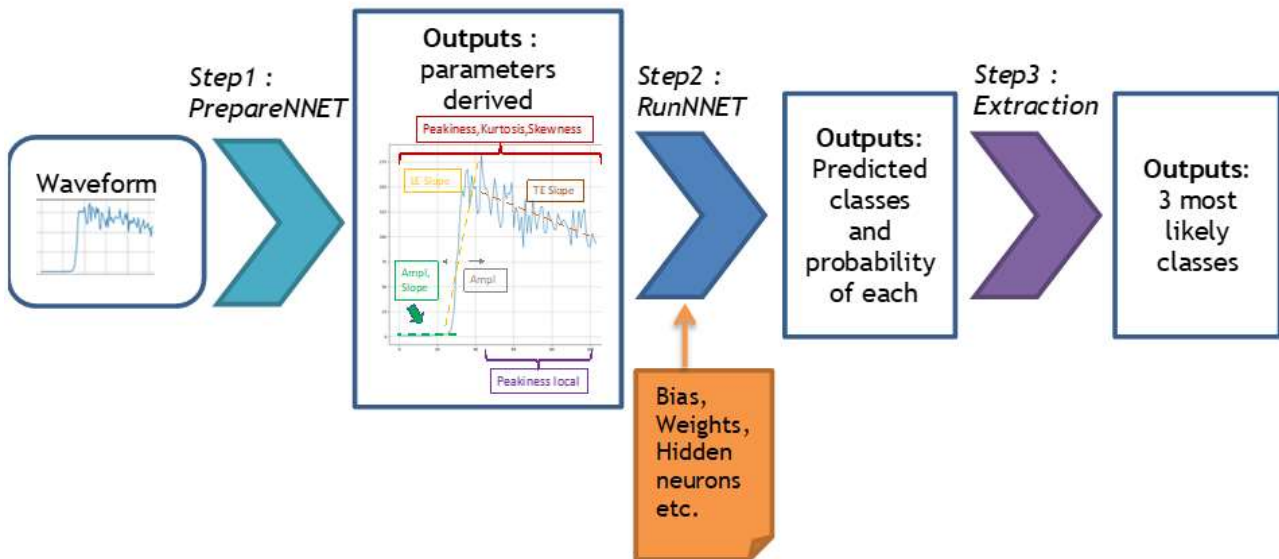 Waveform
Step1 :
PrepareNNET
Outputs :
parameters
derived
Peakiness,Kurtosis,Skewness
LE Slope
TE Slope
Ampl,
Slope
Ampl
Peakiness local
Step2 :
RunNNET
Bias,
Weights,
Hidden
neurons
etc.
Outputs:
Predicted
classes
and
probability
of each
Step3 :
Extraction
Outputs:
3 most
likely
classes